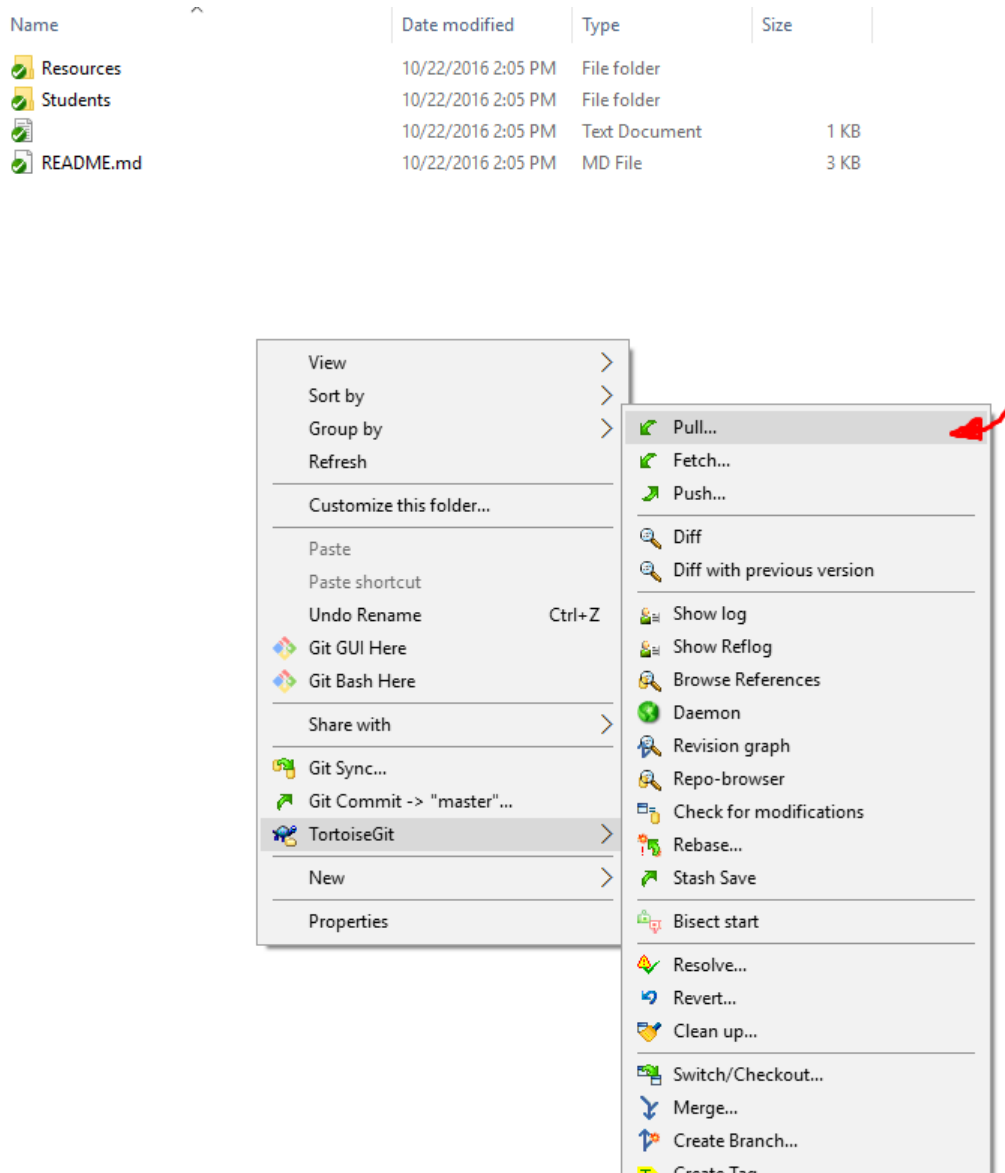 Name Date modified Type Size
Resources 10/22/2016 2:05 PM File folder
Students 10/22/2016 2:05 PM File folder
10/22/2016 2:05 PM Text Document 1 KB
README.md 10/22/2016 2:05 PM MD File 3 KB
View
Sort by
Group by
Refresh
Customize this folder...
Paste
Paste shortcut
Undo Rename Ctrl+Z
Git GUI Here
Git Bash Here
Share with
Git Sync...
Git Commit -> "master"...
TortoiseGit
New
Properties
Pull...
Fetch...
Push...
Diff
Diff with previous version
Show log
Show Reflog
Browse References
Daemon
Revision graph
Repo-browser
Check for modifications
Rebase...
Stash Save
Bisect start
Resolve...
Revert...
Clean up...
Switch/Checkout...
Merge...
Create Branch...
Create Tag